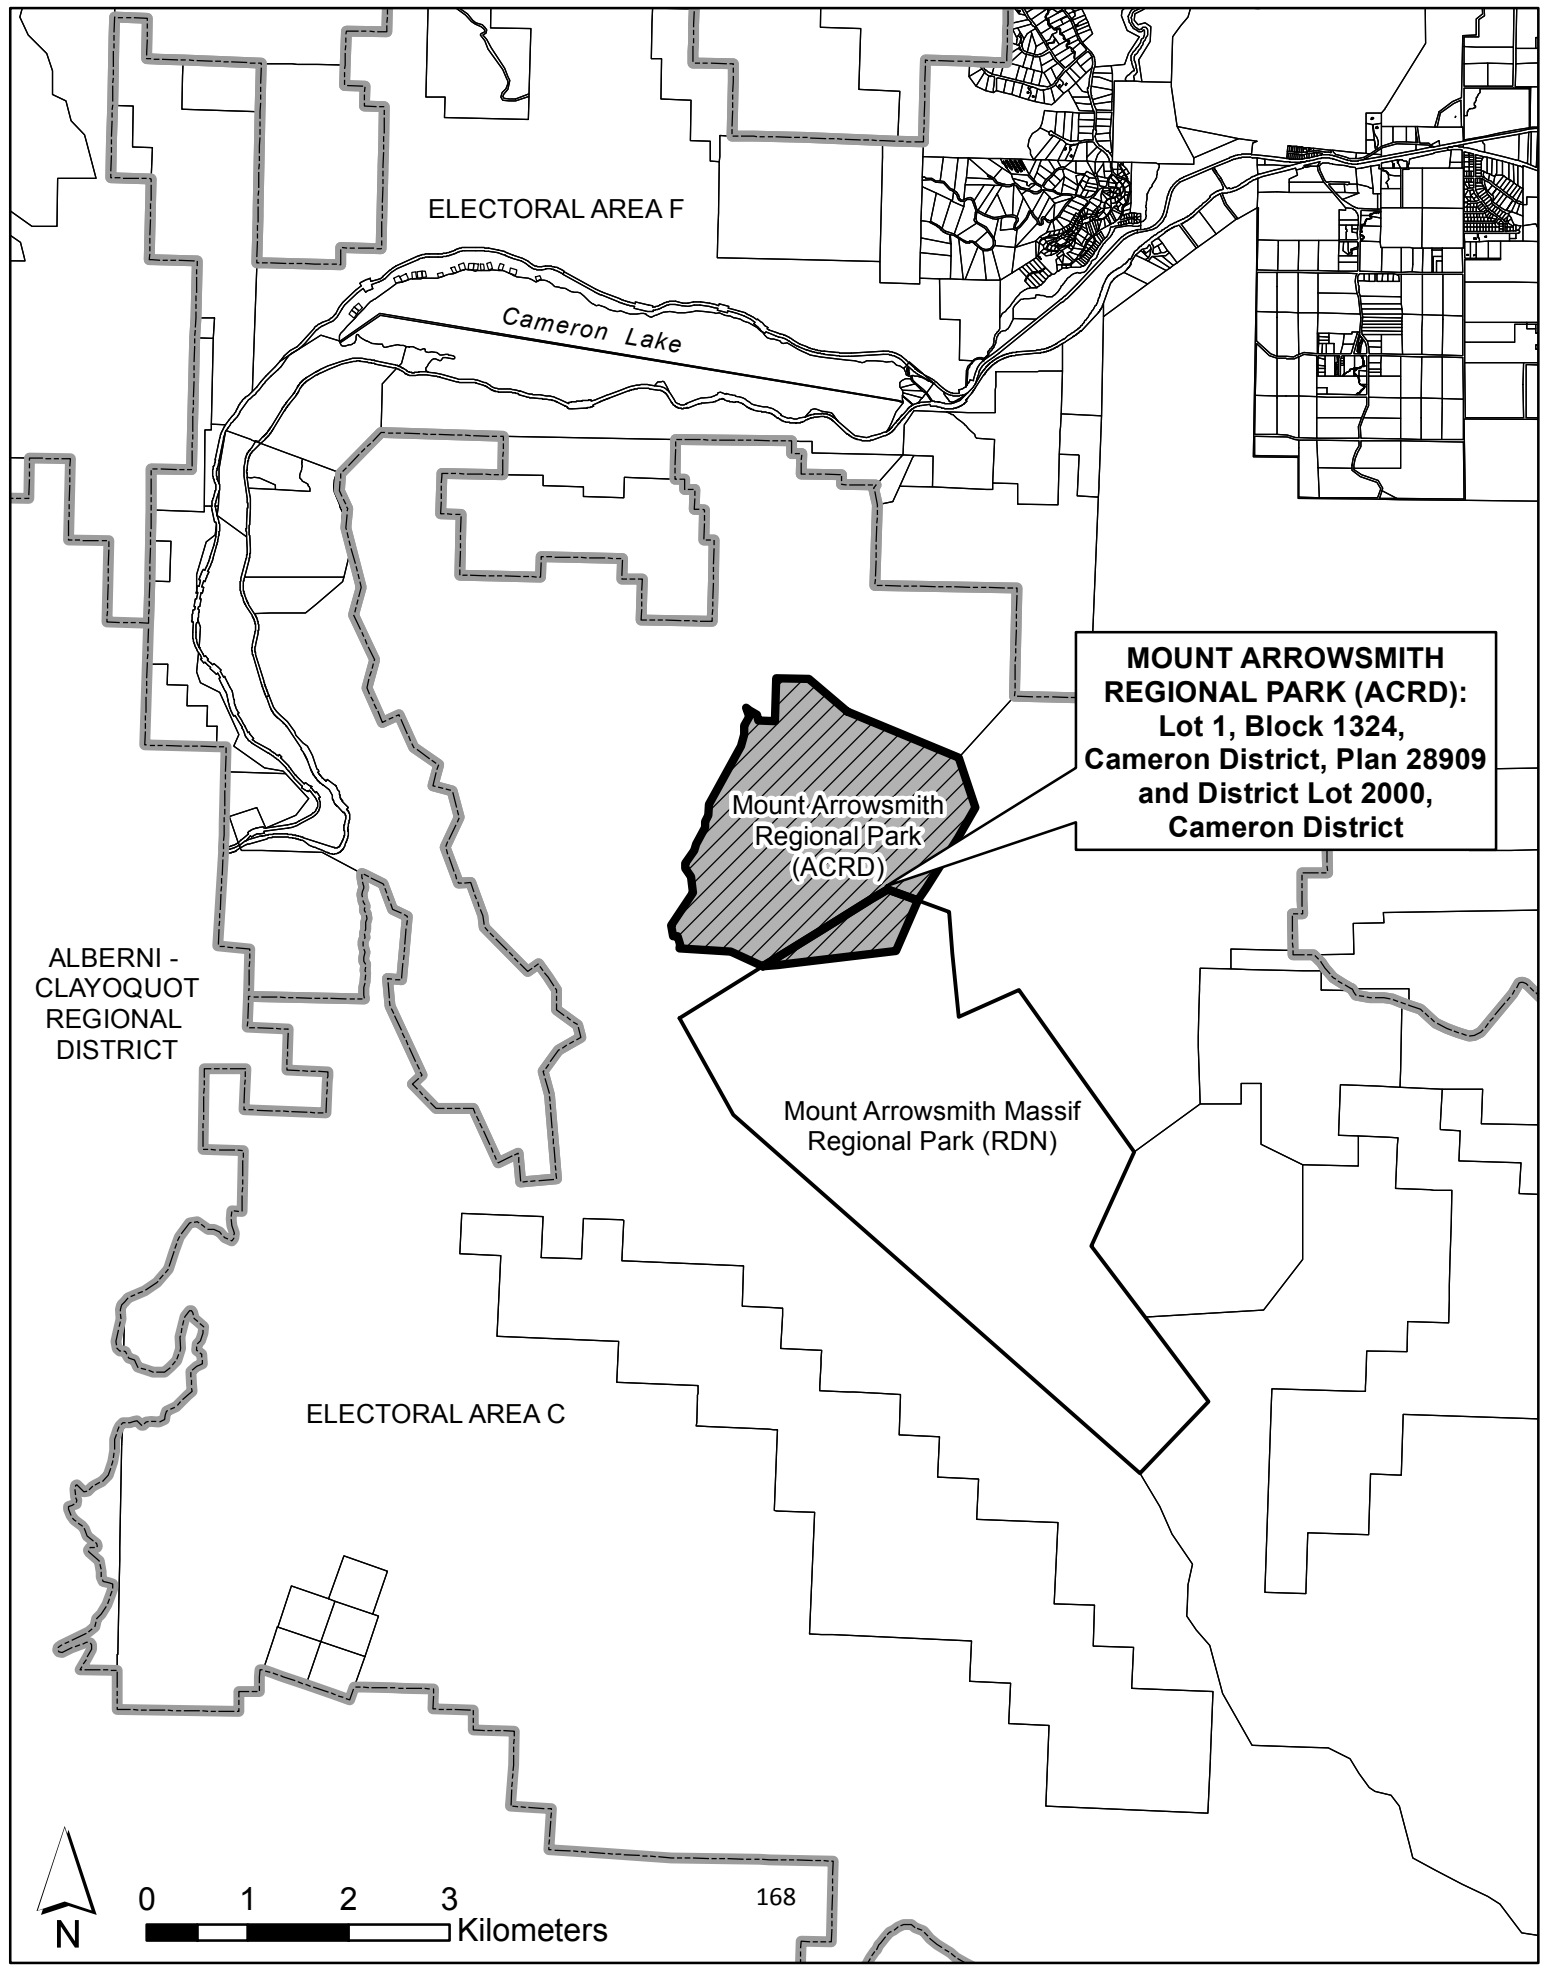 ELECTORAL AREA F
Cameron Lake
MOUNT ARROWSMITH
REGIONAL PARK (ACRD):
Lot 1, Block 1324,
Cameron District, Plan 28909
and District Lot 2000,
Cameron District
Mount Arrowsmith
Regional Park
(ACRD)
ALBERNI -
CLAYOQUOT
REGIONAL
DISTRICT
Mount Arrowsmith Massif
Regional Park (RDN)
ELECTORAL AREA C
N
0 1 2 3
Kilometers
168